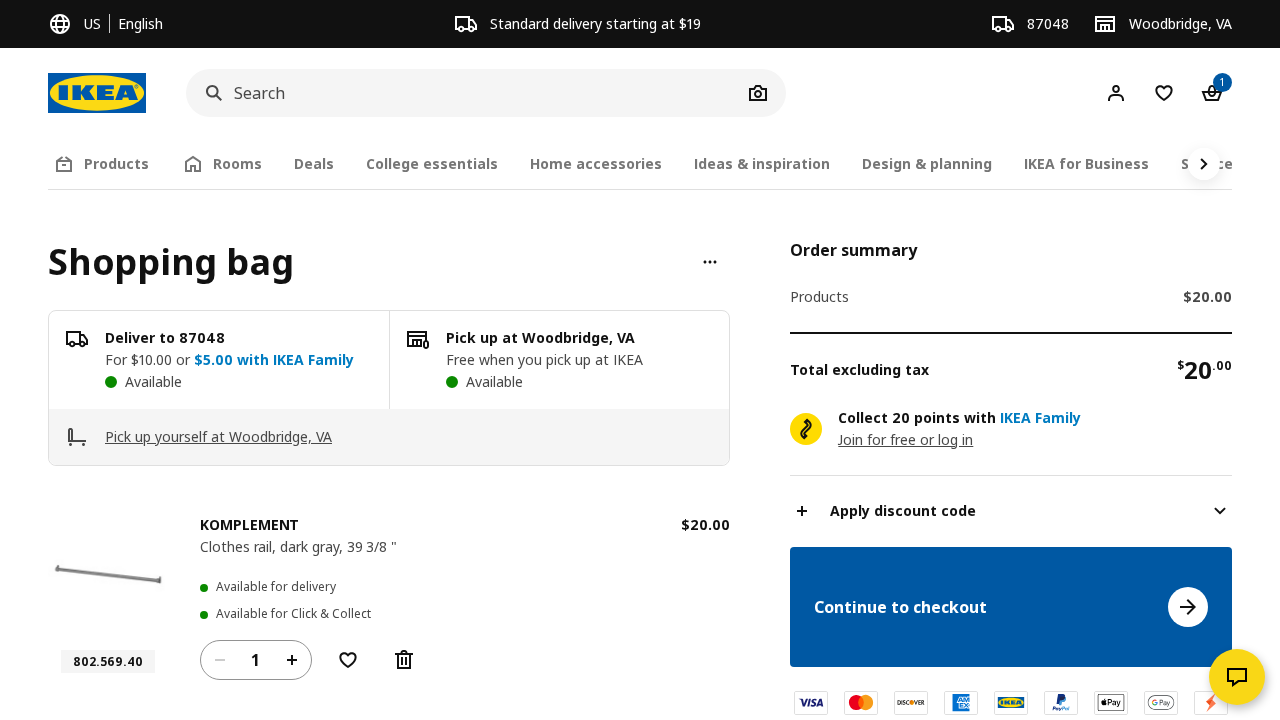 US
English
Standard delivery starting at $19
87048
Woodbridge, VA
IKEA
Search
1
Products
Rooms
Deals
College essentials
Home accessories
Ideas & inspiration
Design & planning
IKEA for Business
Shopping bag
Deliver to 87048
For $10.00 or $5.00 with IKEA Family
Available
Pick up at Woodbridge, VA
Free when you pick up at IKEA
Available
Pick up yourself at Woodbridge, VA
KOMPLEMENT
$20.00
Clothes rail, dark gray, 39 3/8 "
Available for delivery
Available for Click & Collect
802.569.40
1
Order summary
Products
$20.00
Total excluding tax
$20.00
Collect 20 points with IKEA Family
Join for free or log in
Apply discount code
Continue to checkout
VISA
DISCOVER
AMEX
IKEA
PayPal
Pay
G Pay